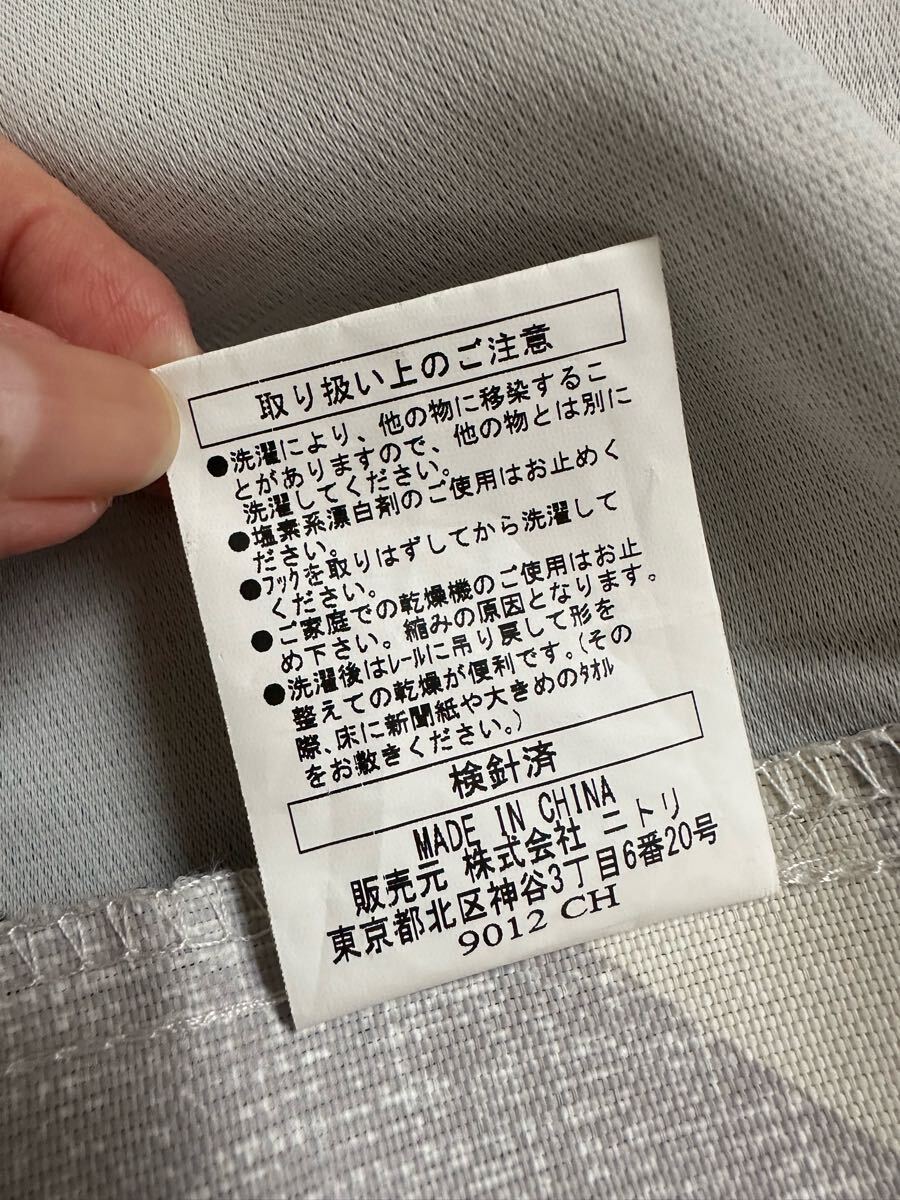 取り扱い上のご注意
●洗濯により、他の物に移染するこ
とがありますので、他の物とは別に
洗濯してください。
●塩素系漂白剤のご使用はお止めく
ださい。
●フックを取りはずしてから洗濯して
ください。
●ご家庭での乾燥機のご使用はお止
め下さい。縮みの原因となります。
●洗濯後はレールに吊り戻して形を
整えての乾燥が便利です。(その
際、床に新聞紙や大きめのタオル
をお敷きください。)
検針済
MADE IN CHINA
販売元 株式会社 ニトリ
東京都北区神谷3丁目6番20号
9012 CH